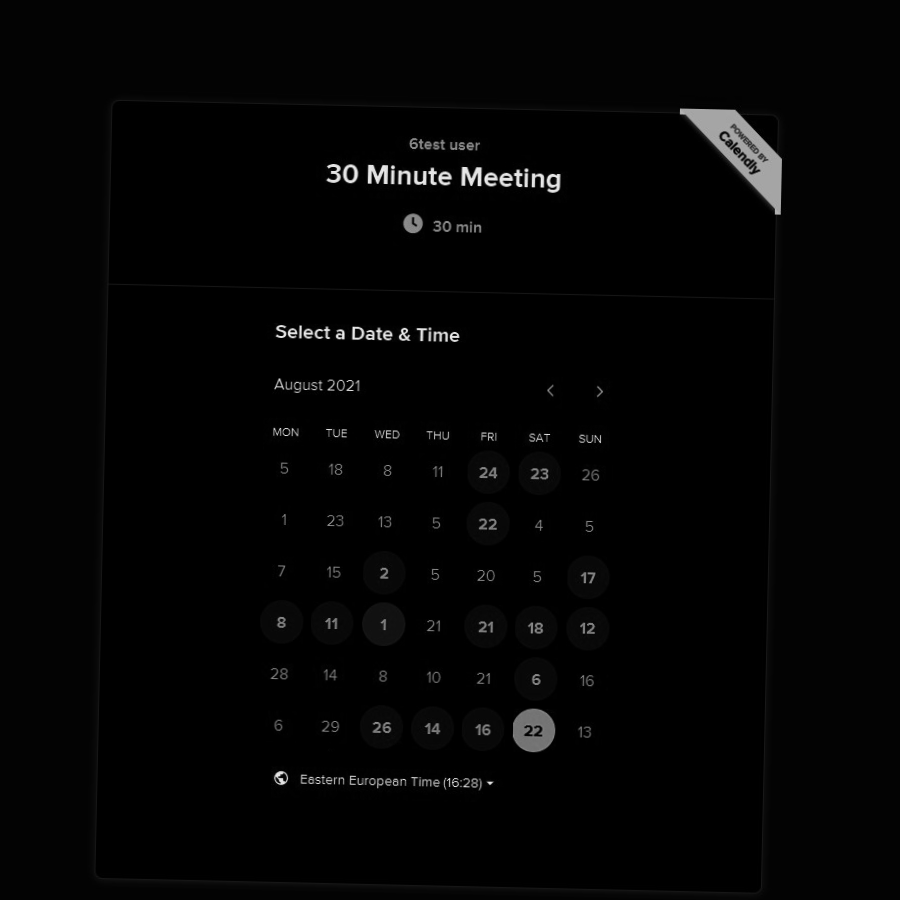 POWERED BY
Calendly
6test user
30 Minute Meeting
30 min
Select a Date & Time
August 2021
MON TUE WED THU FRI SAT SUN
5 18 8 11 24 23 26
1 23 13 5 22 4 5
7 15 2 5 20 5 17
8 11 1 21 21 18 12
28 14 8 10 21 6 16
6 29 26 14 16 22 13
Eastern European Time (16:28)